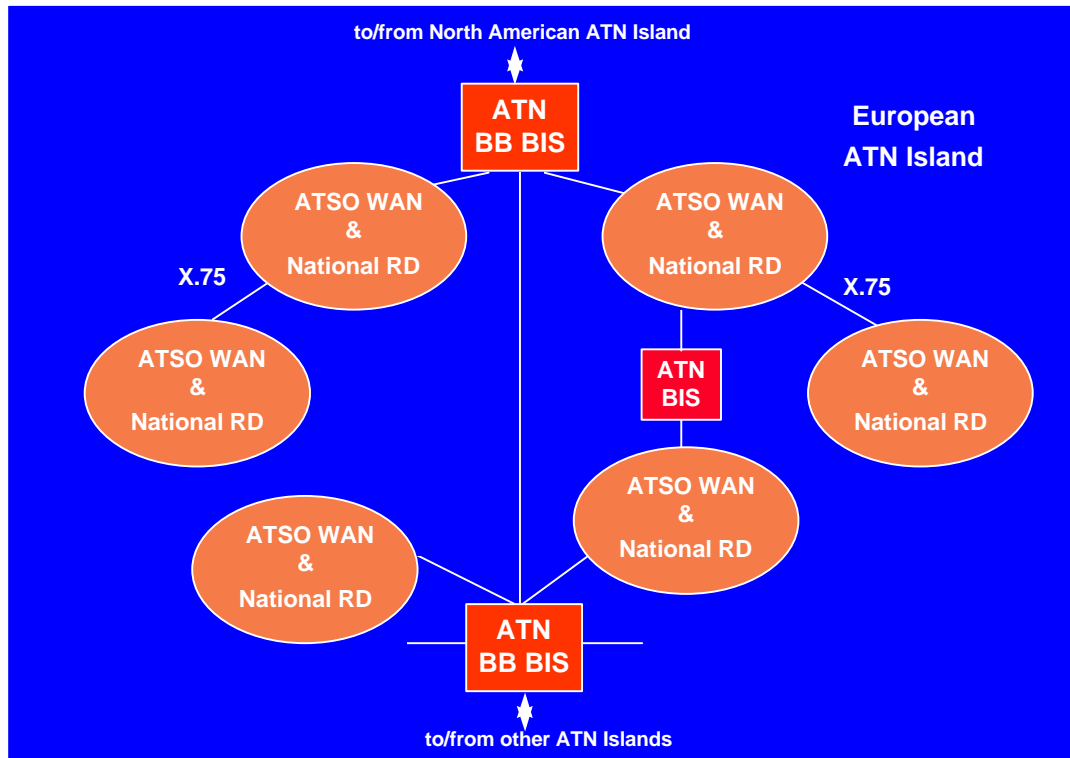 to/from North American ATN Island
ATN
BB BIS
European
ATN Island
ATSO WAN
&
National RD
ATSO WAN
&
National RD
X.75
X.75
ATSO WAN
&
National RD
ATN
BIS
ATSO WAN
&
National RD
ATSO WAN
&
National RD
ATSO WAN
&
National RD
ATN
BB BIS
to/from other ATN Islands